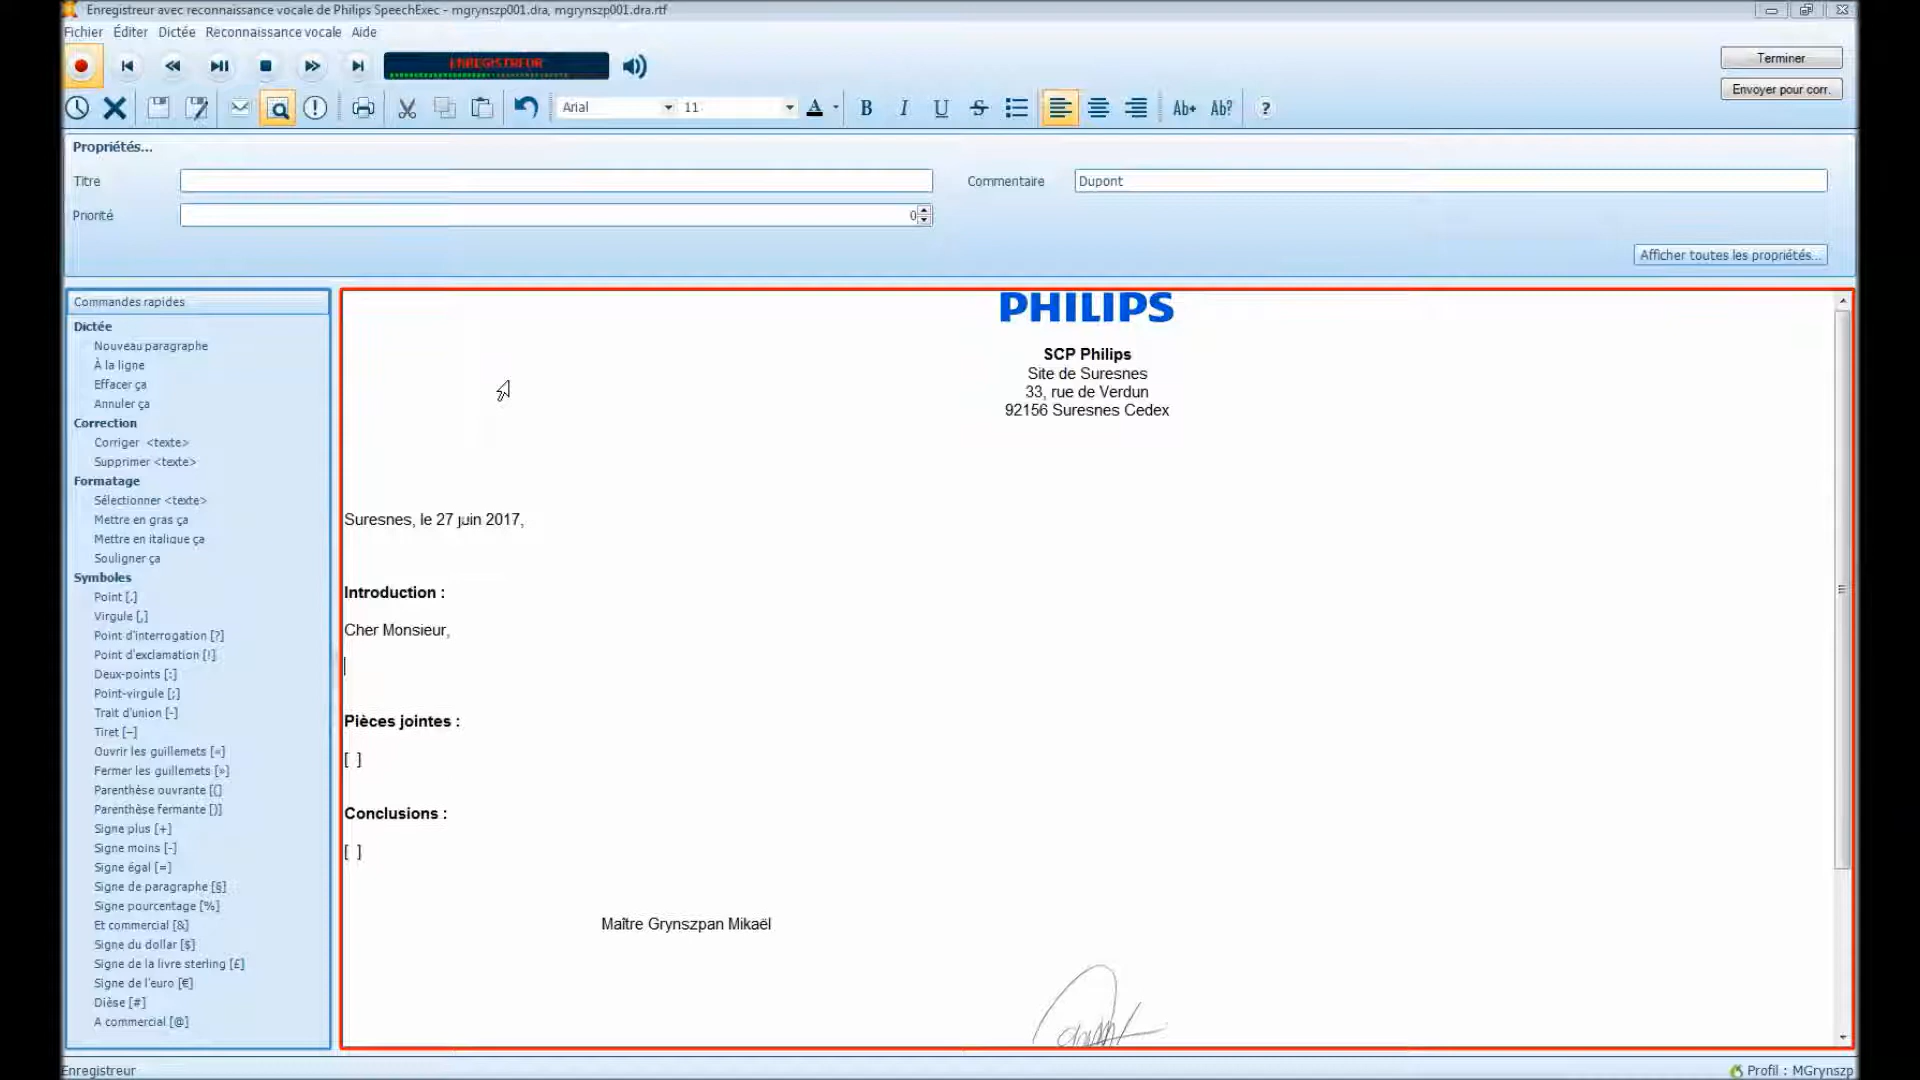 Enregistreur avec reconnaissance vocale de Philips SpeechExec - mgrynszp001.dra, mgrynszp001.dra.rtf
Fichier Éditer Dictée Reconnaissance vocale Aide
ENREGISTREUR
Terminer
Envoyer pour corr.
Arial 11 A B I U S Ab+ Ab? ?
Propriétés...
Titre
Commentaire Dupont
Priorité 0
Afficher toutes les propriétés...
Commandes rapides
Dictée
Nouveau paragraphe
À la ligne
Effacer ça
Annuler ça
Correction
Corriger <texte>
Supprimer <texte>
Formatage
Sélectionner <texte>
Mettre en gras ça
Mettre en italique ça
Souligner ça
Symboles
Point [.]
Virgule [,]
Point d'interrogation [?]
Point d'exclamation [!]
Deux-points [:]
Point-virgule [;]
Trait d'union [-]
Tiret [–]
Ouvrir les guillemets [«]
Fermer les guillemets [»]
Parenthèse ouvrante [(]
Parenthèse fermante [)]
Signe plus [+]
Signe moins [-]
Signe égal [=]
Signe de paragraphe [§]
Signe pourcentage [%]
Et commercial [&]
Signe du dollar [$]
Signe de la livre sterling [£]
Signe de l'euro [€]
Dièse [#]
A commercial [@]
PHILIPS
SCP Philips
Site de Suresnes
33, rue de Verdun
92156 Suresnes Cedex
Suresnes, le 27 juin 2017,
Introduction :
Cher Monsieur,
Pièces jointes :
[ ]
Conclusions :
[ ]
Maître Grynszpan Mikaël
Enregistreur
Profil : MGrynszp